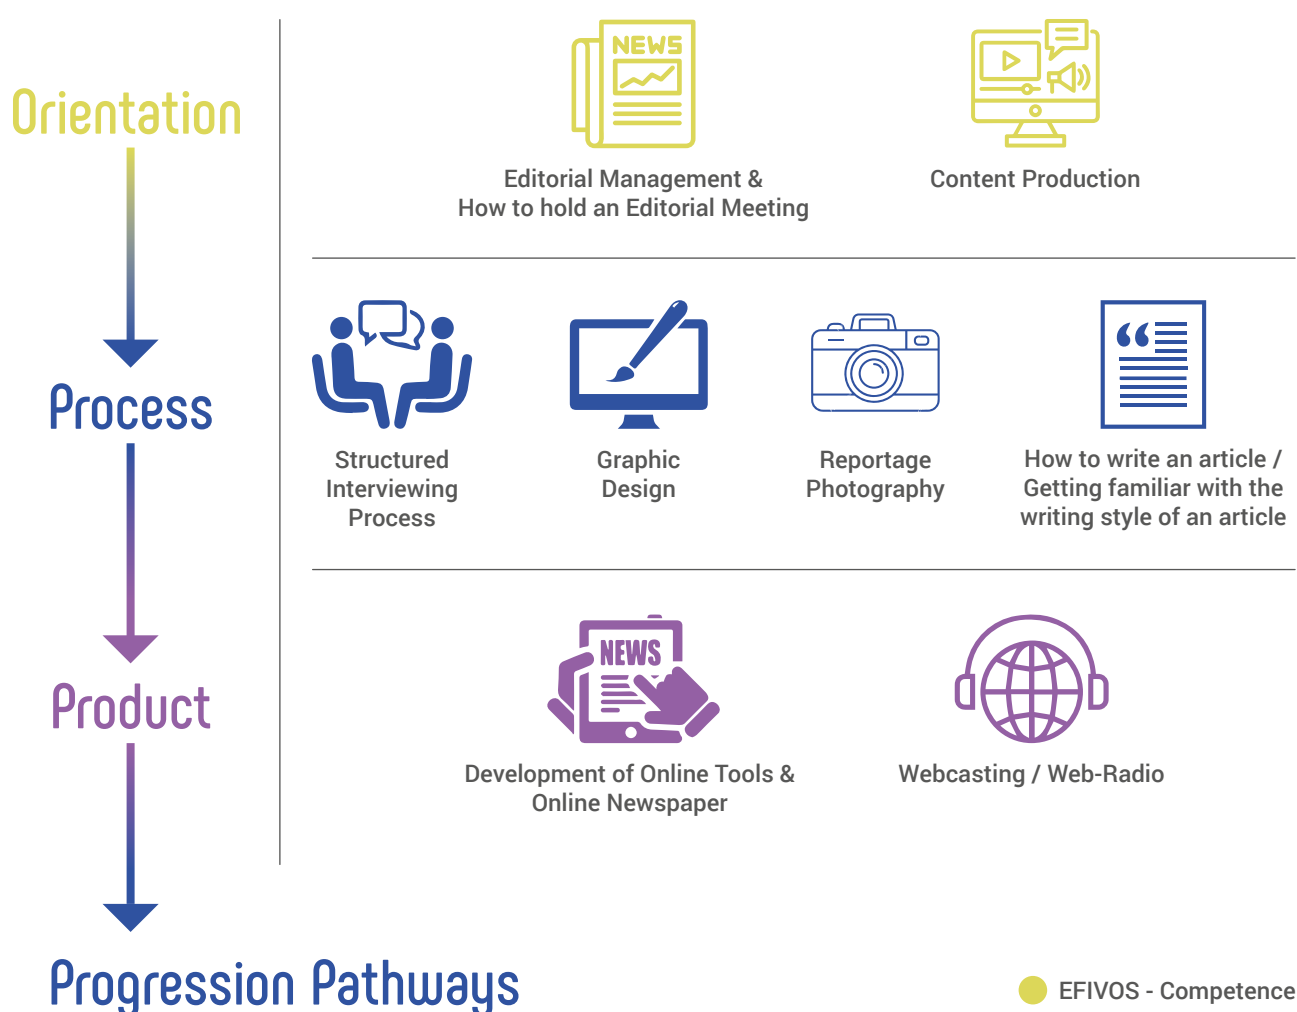 Orientation
NEWS
Editorial Management &
How to hold an Editorial Meeting
Content Production
Process
Structured
Interviewing
Process
Graphic
Design
Reportage
Photography
How to write an article /
Getting familiar with the
writing style of an article
Product
NEWS
Development of Online Tools &
Online Newspaper
Webcasting / Web-Radio
Progression Pathways
EFIVOS - Competence